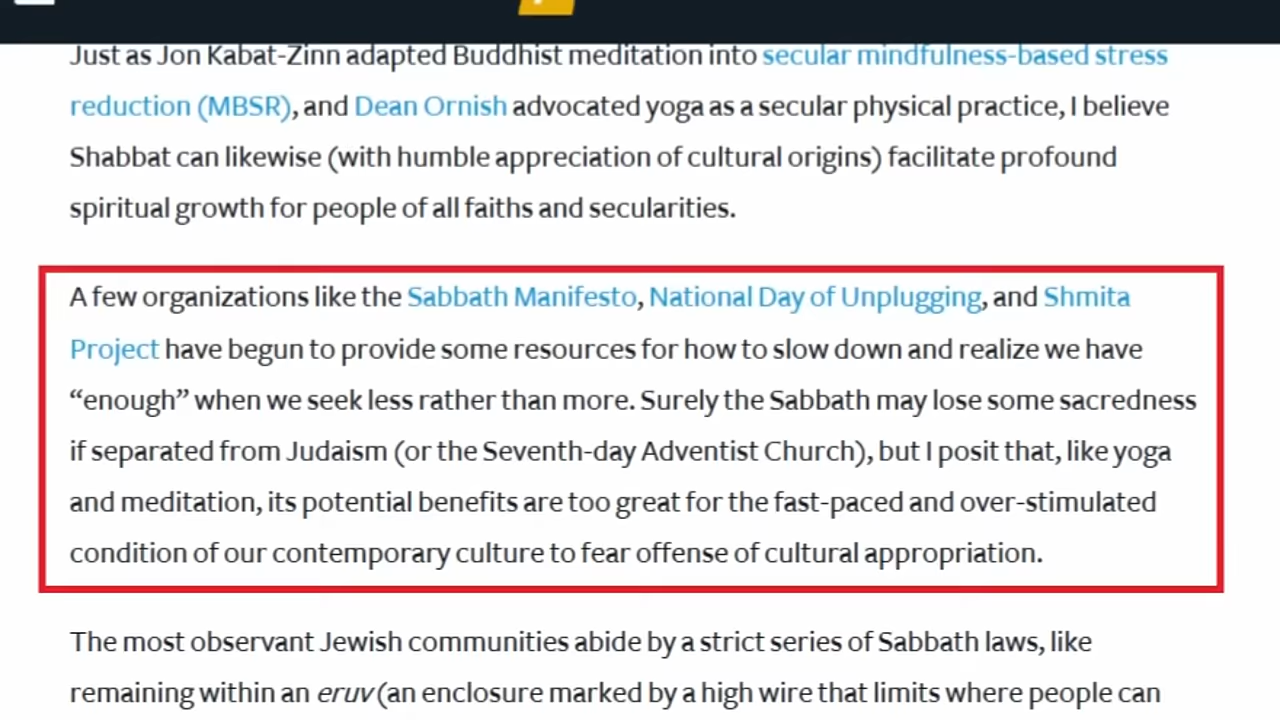 Just as Jon Kabat-Zinn adapted Buddhist meditation into secular mindfulness-based stress
reduction (MBSR), and Dean Ornish advocated yoga as a secular physical practice, I believe
Shabbat can likewise (with humble appreciation of cultural origins) facilitate profound
spiritual growth for people of all faiths and secularities.
A few organizations like the Sabbath Manifesto, National Day of Unplugging, and Shmita
Project have begun to provide some resources for how to slow down and realize we have
“enough” when we seek less rather than more. Surely the Sabbath may lose some sacredness
if separated from Judaism (or the Seventh-day Adventist Church), but I posit that, like yoga
and meditation, its potential benefits are too great for the fast-paced and over-stimulated
condition of our contemporary culture to fear offense of cultural appropriation.
The most observant Jewish communities abide by a strict series of Sabbath laws, like
remaining within an eruv (an enclosure marked by a high wire that limits where people can